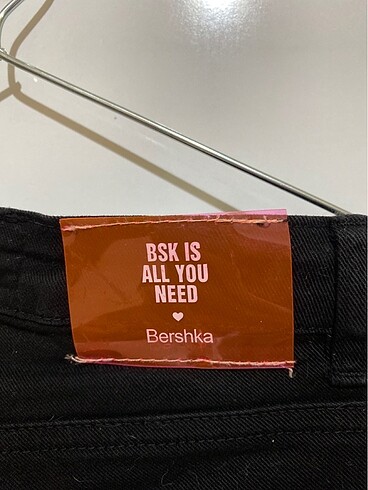 BSK IS
ALL YOU
NEED
Bershka